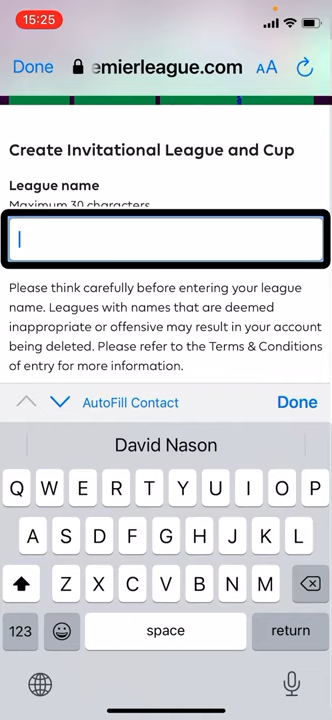 15:25
Done emierleague.com AA
Create Invitational League and Cup
League name
Maximum 30 characters
Please think carefully before entering your league
name. Leagues with names that are deemed
inappropriate or offensive may result in your account
being deleted. Please refer to the Terms & Conditions
of entry for more information.
AutoFill Contact Done
David Nason
Q W E R T Y U I O P
A S D F G H J K L
Z X C V B N M
123 space return